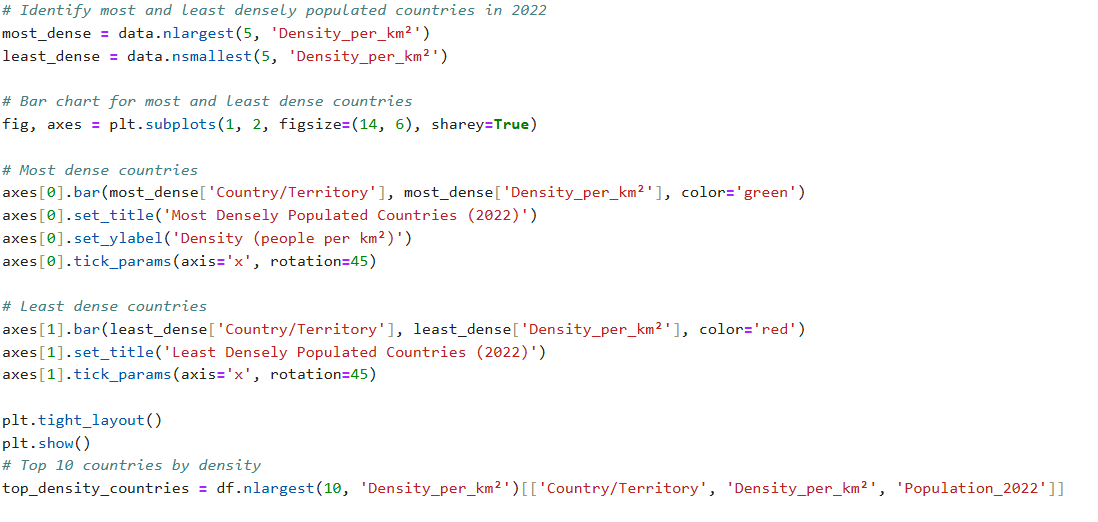 # Identify most and least densely populated countries in 2022
most_dense = data.nlargest(5, 'Density_per_km²')
least_dense = data.nsmallest(5, 'Density_per_km²')
# Bar chart for most and least dense countries
fig, axes = plt.subplots(1, 2, figsize=(14, 6), sharey=True)
# Most dense countries
axes[0].bar(most_dense['Country/Territory'], most_dense['Density_per_km²'], color='green')
axes[0].set_title('Most Densely Populated Countries (2022)')
axes[0].set_ylabel('Density (people per km²)')
axes[0].tick_params(axis='x', rotation=45)
# Least dense countries
axes[1].bar(least_dense['Country/Territory'], least_dense['Density_per_km²'], color='red')
axes[1].set_title('Least Densely Populated Countries (2022)')
axes[1].tick_params(axis='x', rotation=45)
plt.tight_layout()
plt.show()
# Top 10 countries by density
top_density_countries = df.nlargest(10, 'Density_per_km²')[['Country/Territory', 'Density_per_km²', 'Population_2022']]